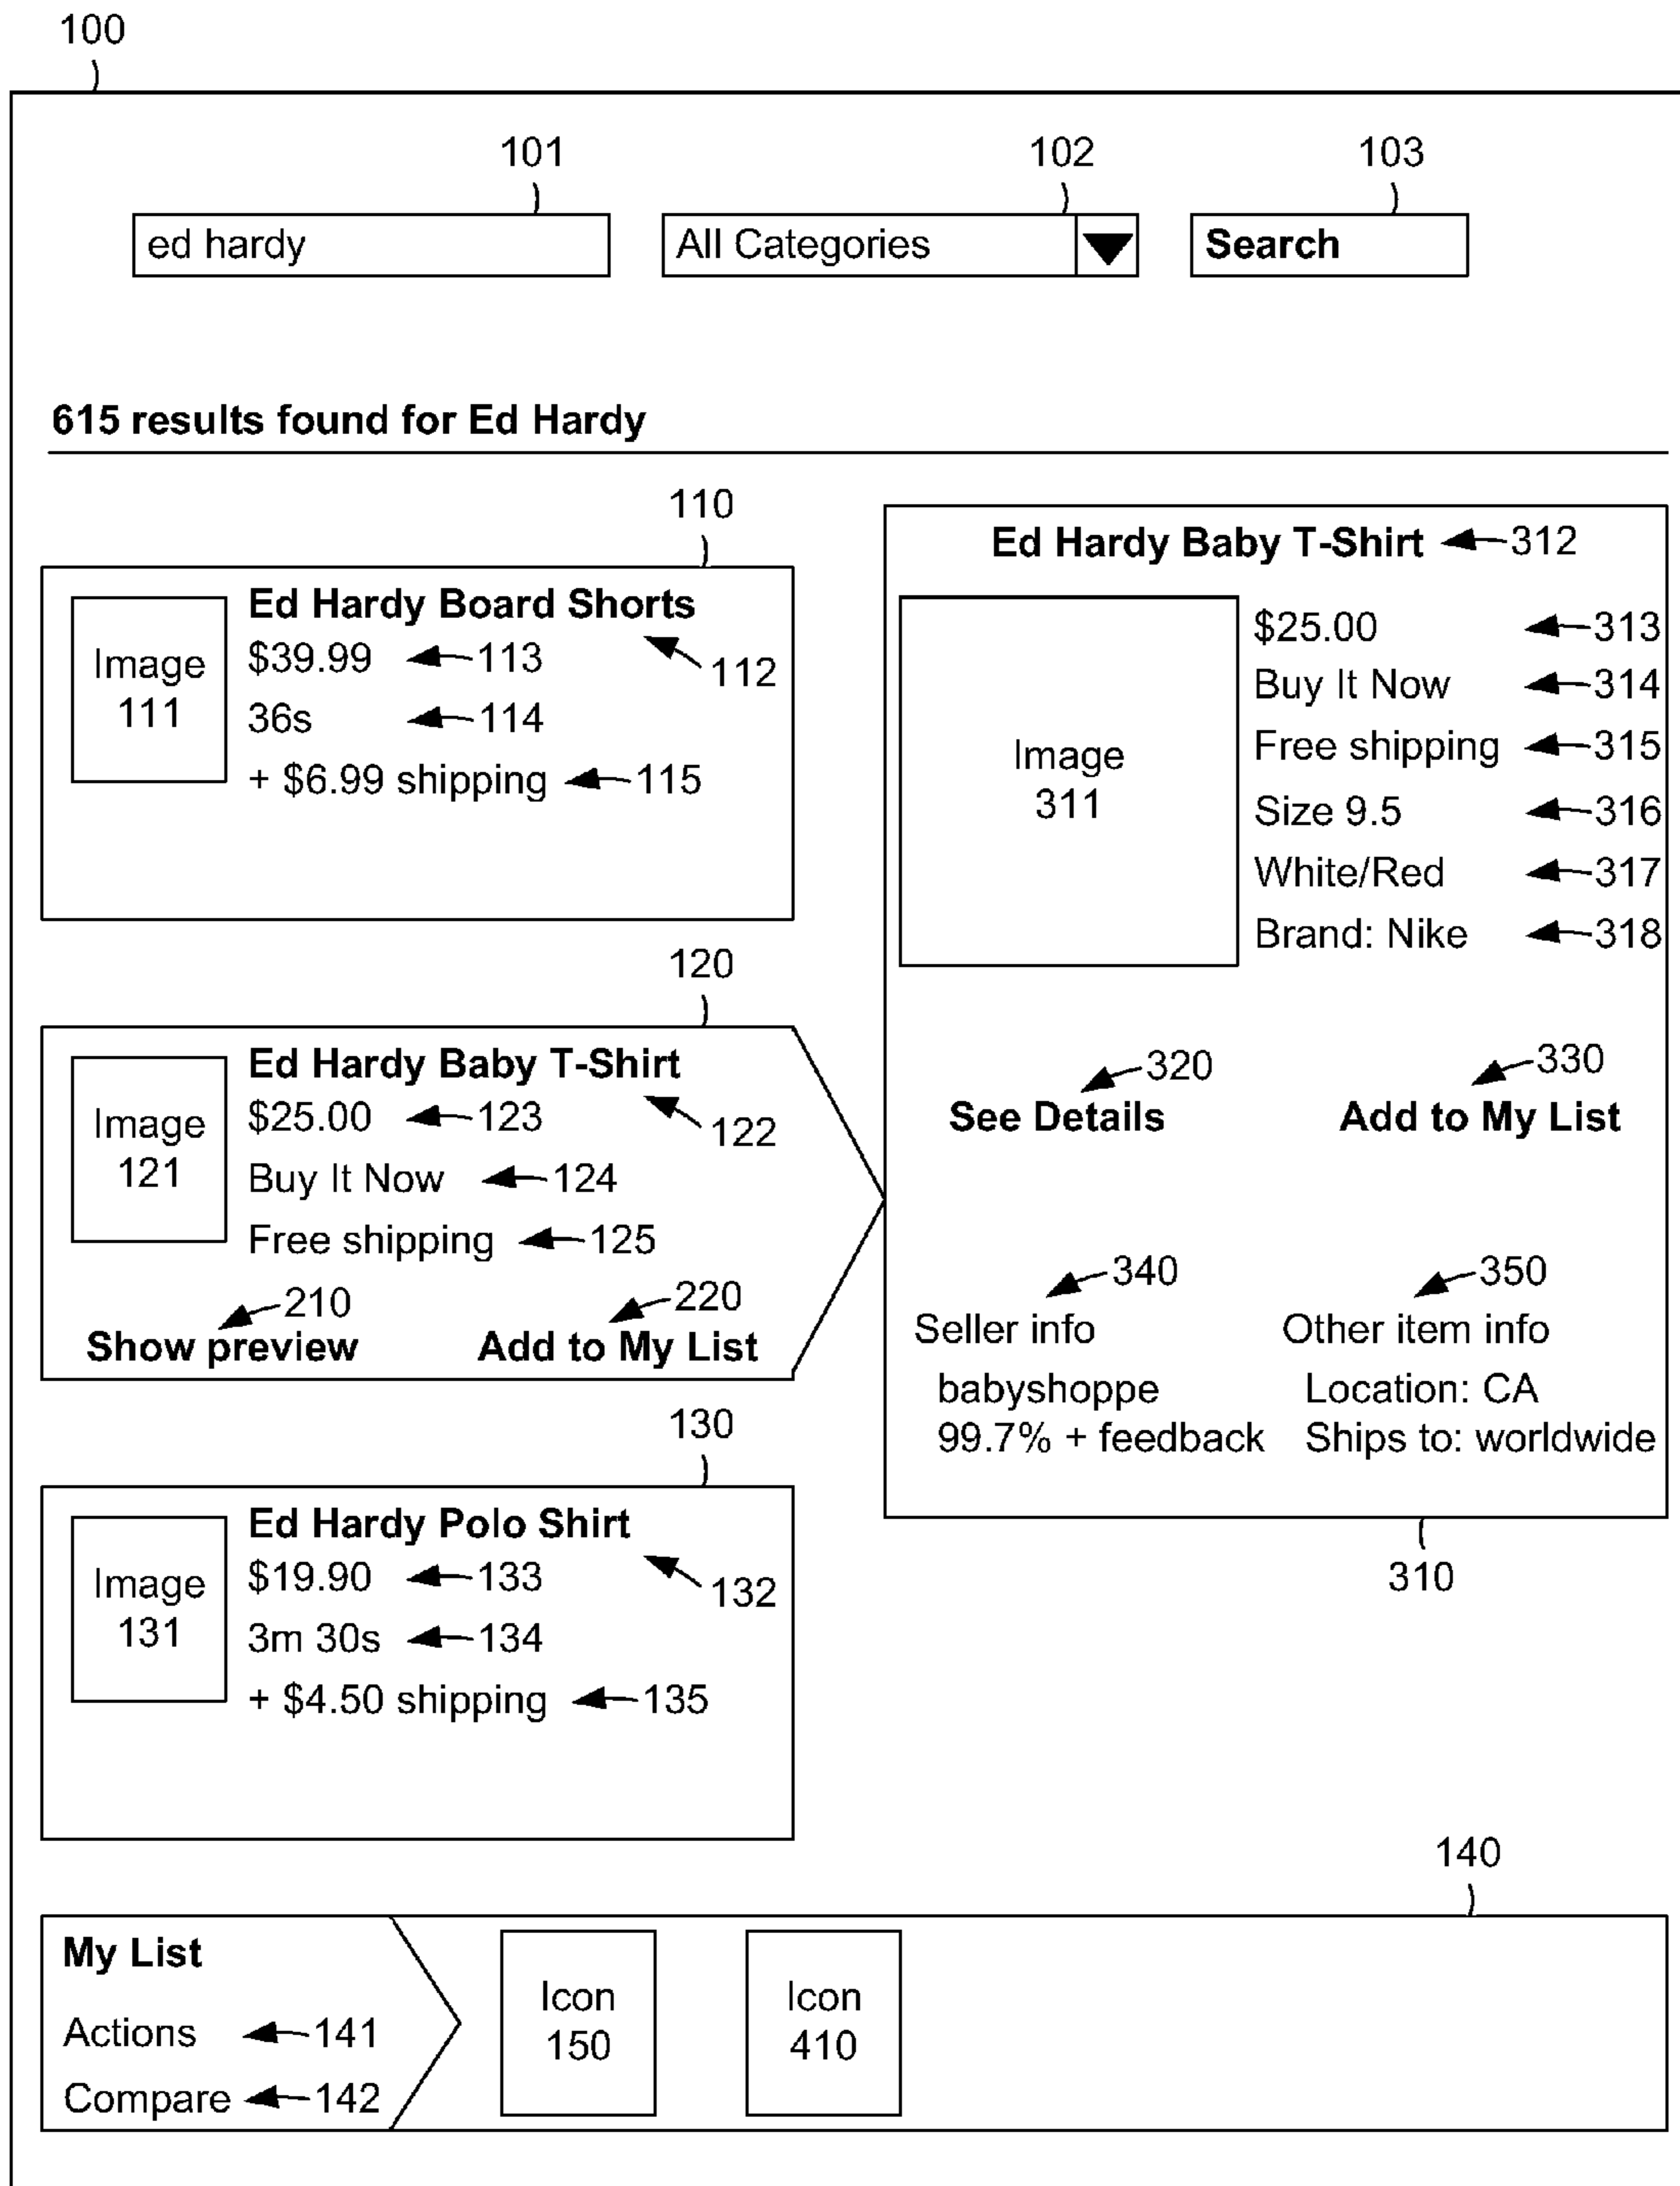 100
101
102
103
ed hardy
All Categories
Search
615 results found for Ed Hardy
110
Ed Hardy Board Shorts
Image
111
$39.99
113
112
36s
114
+ $6.99 shipping
115
120
Ed Hardy Baby T-Shirt
Image
121
$25.00
123
122
Buy It Now
124
Free shipping
125
210
220
Show preview
Add to My List
130
Ed Hardy Polo Shirt
Image
131
$19.90
133
132
3m 30s
134
+ $4.50 shipping
135
Ed Hardy Baby T-Shirt
312
Image
311
$25.00
313
Buy It Now
314
Free shipping
315
Size 9.5
316
White/Red
317
Brand: Nike
318
320
330
See Details
Add to My List
340
350
Seller info
Other item info
babyshoppe
Location: CA
99.7% + feedback
Ships to: worldwide
310
140
My List
Actions
141
Compare
142
Icon
150
Icon
410